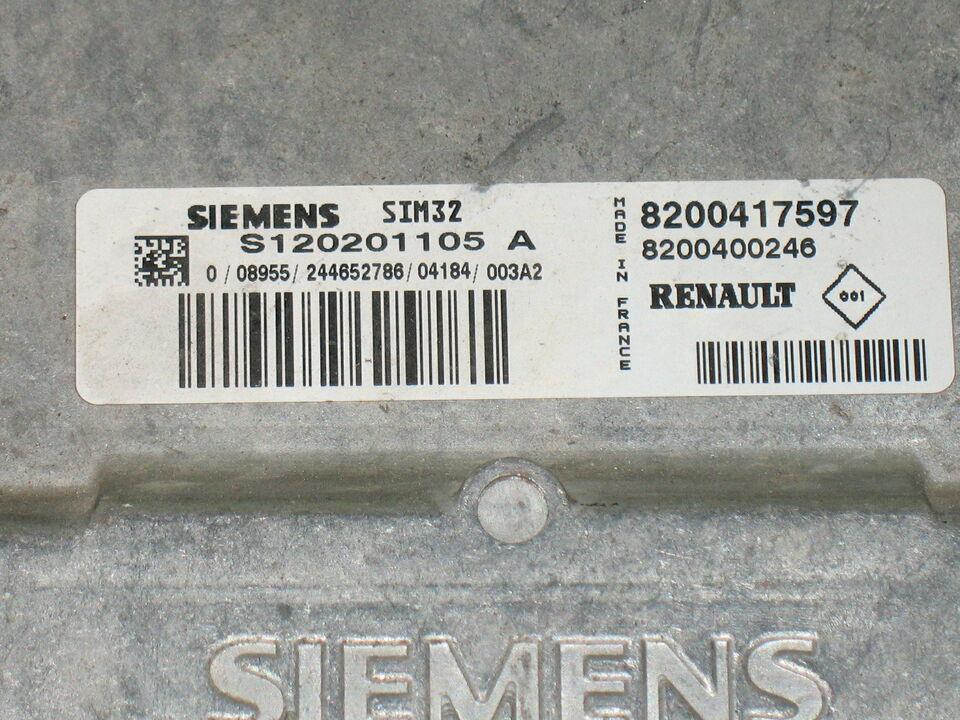 SIEMENS SIM32
S120201105 A
0 / 08955 / 244652786 / 04184 / 003A2
MADE IN FRANCE
8200417597
8200400246
RENAULT 001
SIEMENS